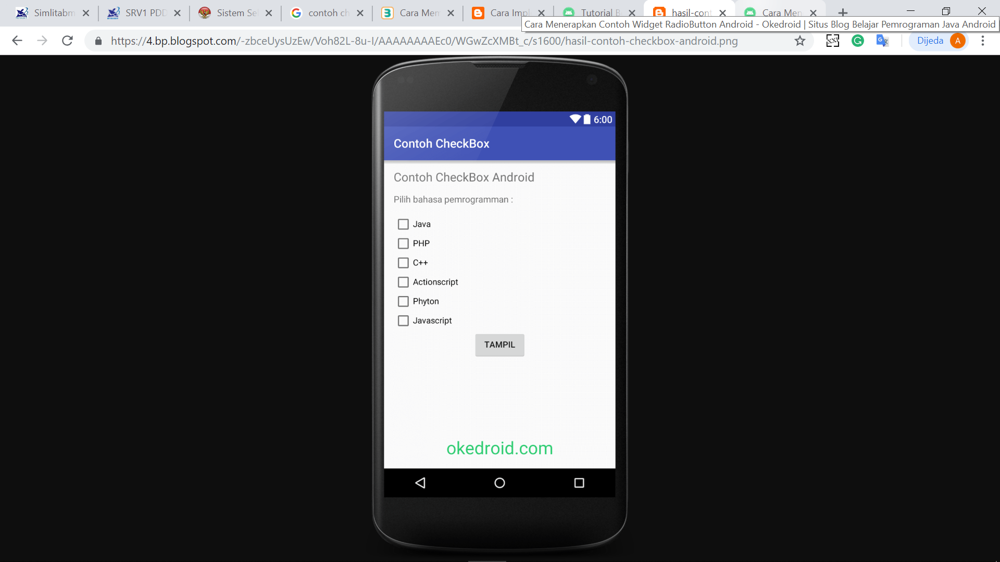 Simlitabm
SRV1 PDD
Sistem Sel
contoh ch
Cara Mem
Cara Impl
Tutorial B
hasil-cont
Cara Men
Cara Menerapkan Contoh Widget RadioButton Android - Okedroid | Situs Blog Belajar Pemrograman Java Android
https://4.bp.blogspot.com/-zbceUysUzEw/Voh82L-8u-I/AAAAAAAAEc0/WGwZcXMBt_c/s1600/hasil-contoh-checkbox-android.png
Dijeda A
6:00
Contoh CheckBox
Contoh CheckBox Android
Pilih bahasa pemrogramman :
Java
PHP
C++
Actionscript
Phyton
Javascript
TAMPIL
okedroid.com